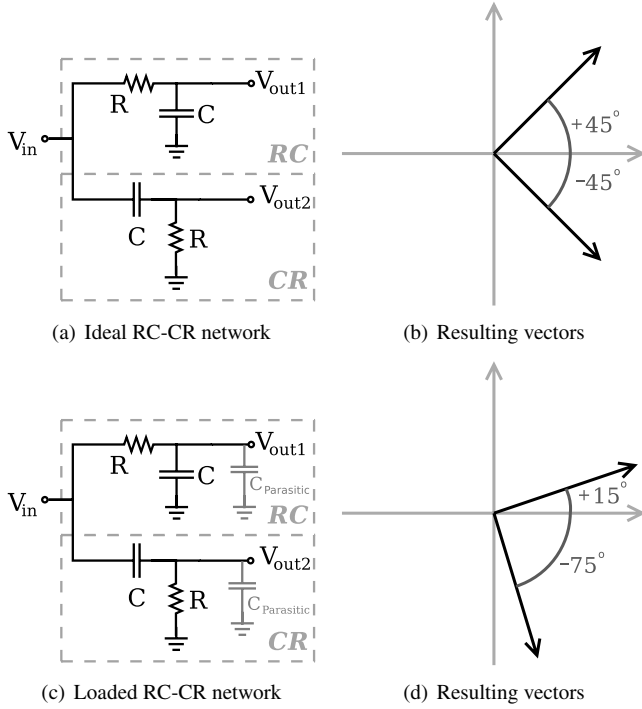 R
C
V_out1
RC
V_in
C
R
V_out2
CR
+45°
−45°
(a) Ideal RC-CR network
(b) Resulting vectors
R
C
V_out1
C_Parasitic
RC
V_in
C
R
V_out2
C_Parasitic
CR
+15°
−75°
(c) Loaded RC-CR network
(d) Resulting vectors